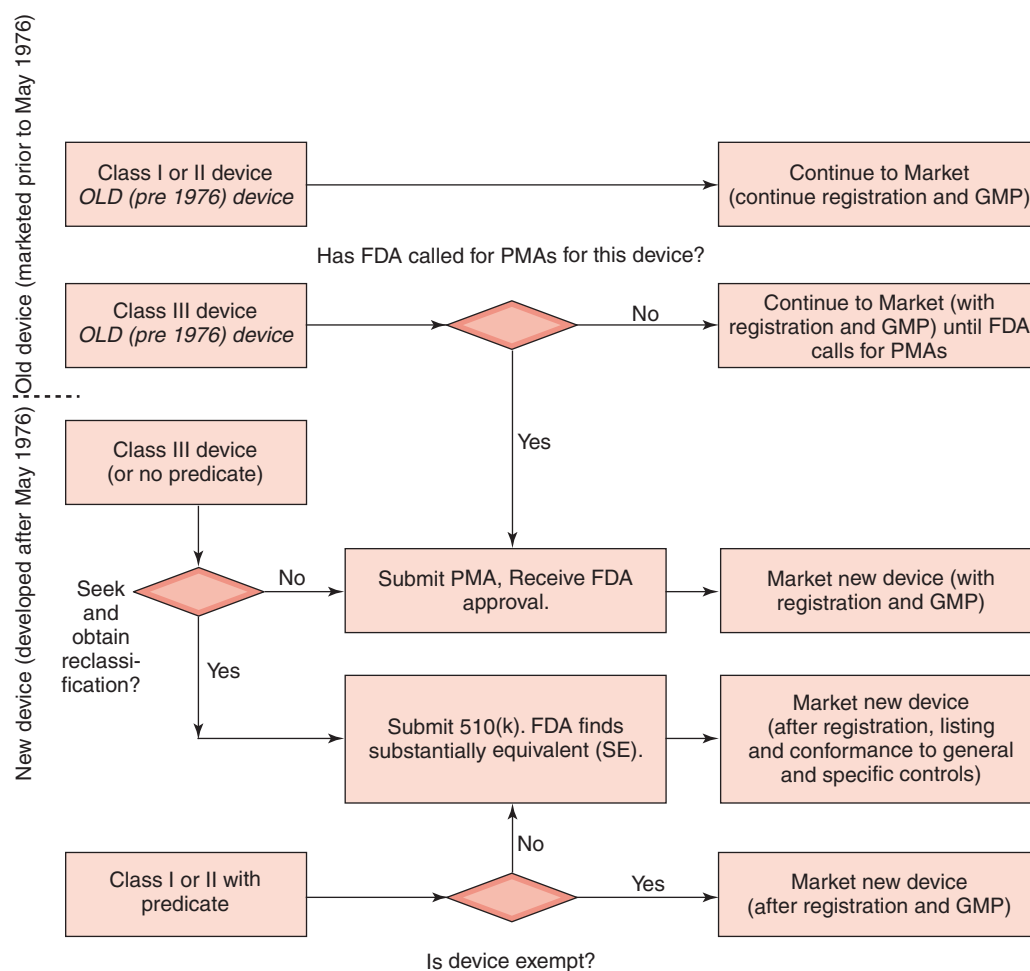 Old device (marketed prior to May 1976)
Class I or II device
OLD (pre 1976) device
Continue to Market
(continue registration and GMP)
Has FDA called for PMAs for this device?
Class III device
OLD (pre 1976) device
No
Continue to Market (with
registration and GMP) until FDA
calls for PMAs
Yes
New device (developed after May 1976)
Class III device
(or no predicate)
Seek
and
obtain
reclassi-
fication?
No
Submit PMA, Receive FDA
approval.
Market new device (with
registration and GMP)
Yes
Submit 510(k). FDA finds
substantially equivalent (SE).
Market new device
(after registration, listing
and conformance to general
and specific controls)
No
Class I or II with
predicate
Yes
Market new device
(after registration and GMP)
Is device exempt?